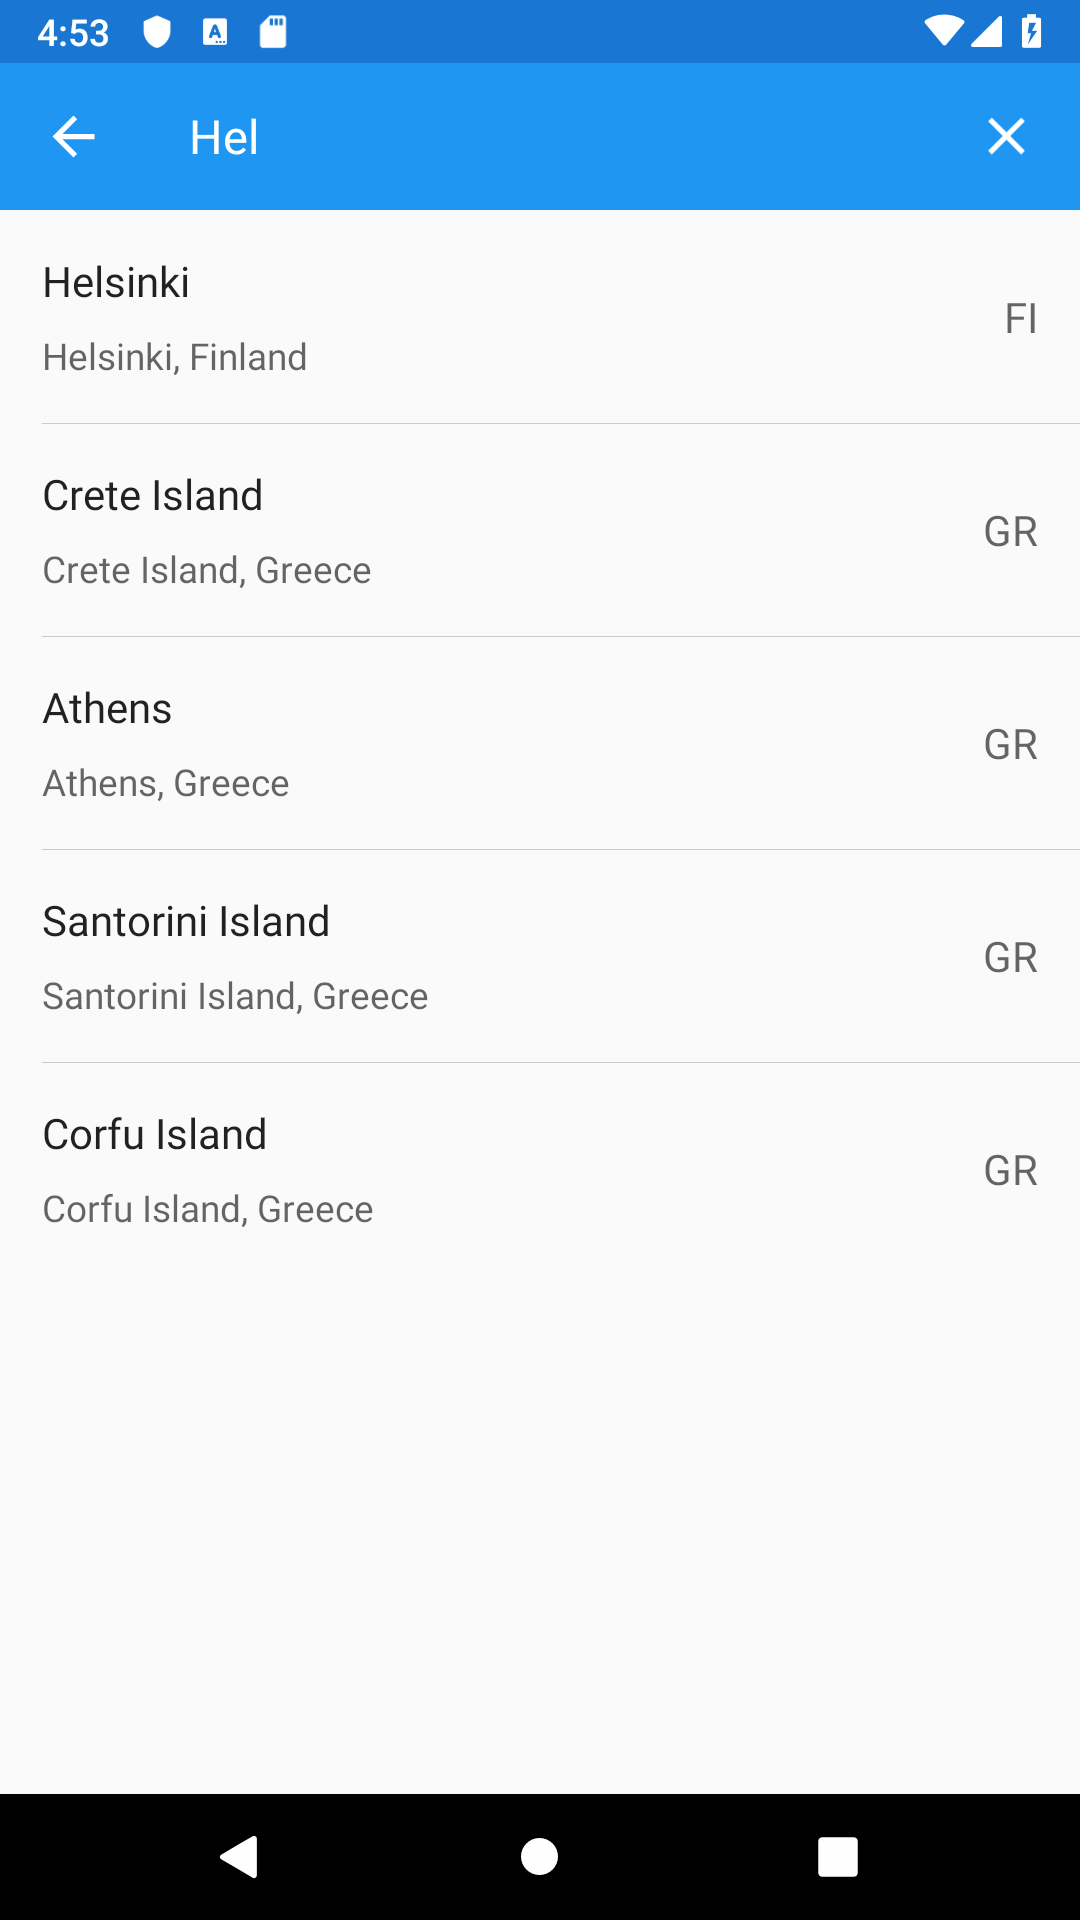 4:53
Hel
Helsinki
Helsinki, Finland
FI
Crete Island
Crete Island, Greece
GR
Athens
Athens, Greece
GR
Santorini Island
Santorini Island, Greece
GR
Corfu Island
Corfu Island, Greece
GR